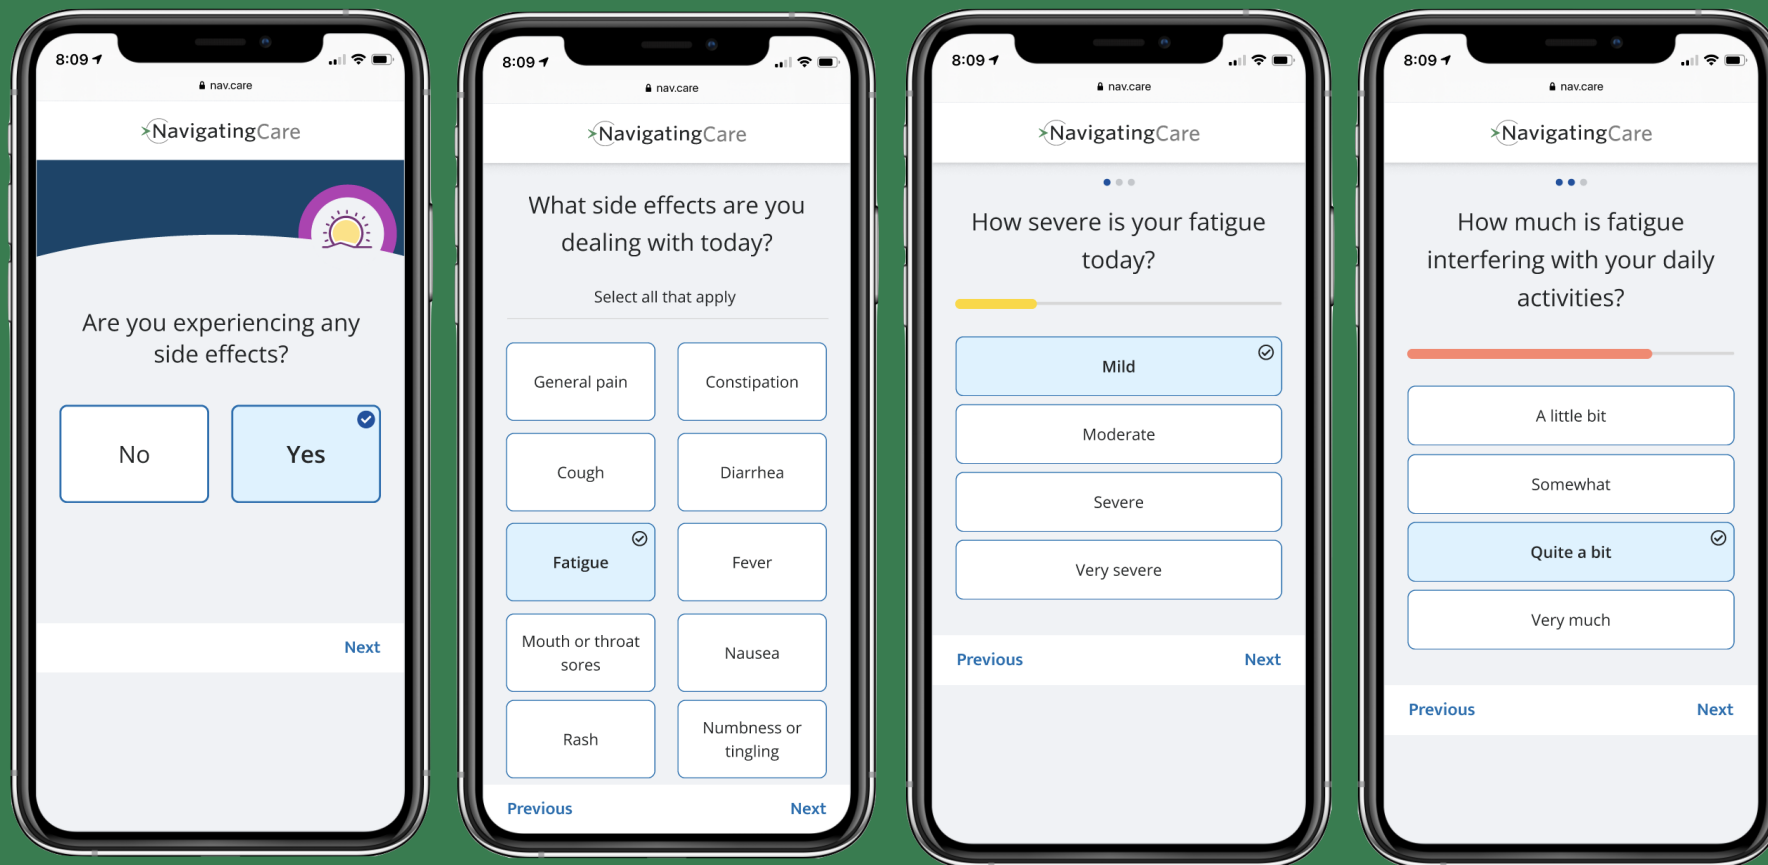 8:09
nav.care
NavigatingCare
Are you experiencing any
side effects?
No
Yes
Next
8:09
nav.care
NavigatingCare
What side effects are you
dealing with today?
Select all that apply
General pain
Constipation
Cough
Diarrhea
Fatigue
Fever
Mouth or throat
sores
Nausea
Rash
Numbness or
tingling
Previous
Next
8:09
nav.care
NavigatingCare
How severe is your fatigue
today?
Mild
Moderate
Severe
Very severe
Previous
Next
8:09
nav.care
NavigatingCare
How much is fatigue
interfering with your daily
activities?
A little bit
Somewhat
Quite a bit
Very much
Previous
Next